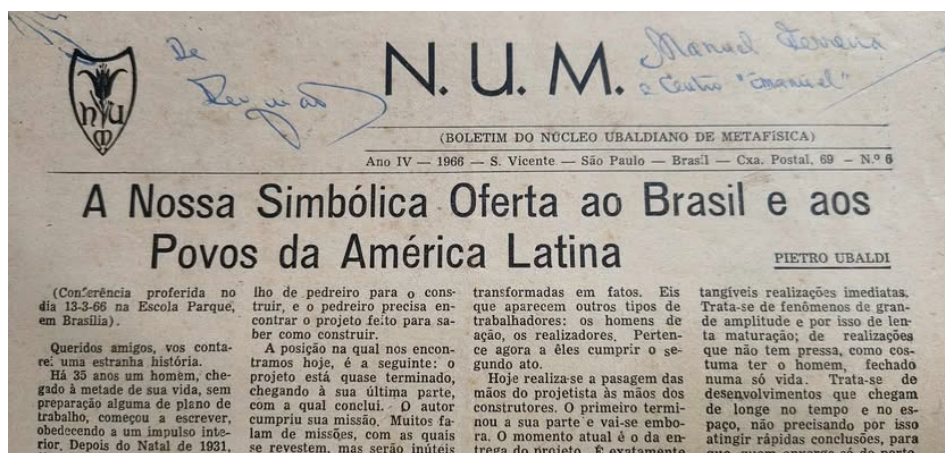 De
N. U. M.
Manuel Ferreira
e Centro "Emanuel"
(BOLETIM DO NÚCLEO UBALDIANO DE METAFÍSICA)
Ano IV — 1966 — S. Vicente — São Paulo — Brasil — Cxa. Postal, 69 — N.º 6
A Nossa Simbólica Oferta ao Brasil e aos
Povos da América Latina
PIETRO UBALDI
(Conferência proferida no
dia 13-3-66 na Escola Parque,
em Brasília).
Queridos amigos, vos conta-
rei uma estranha história.
Há 35 anos um homem, che-
gado à metade de sua vida, sem
preparação alguma de plano de
trabalho, começou a escrever,
obedecendo a um impulso inte-
rior. Depois do Natal de 1931,
lho de pedreiro para o cons-
truir, e o pedreiro precisa en-
contrar o projeto feito para sa-
ber como construir.
A posição na qual nos encon-
tramos hoje, é a seguinte: o
projeto está quase terminado,
chegando à sua última parte,
com a qual conclui. O autor
cumpriu sua missão. Muitos fa-
lam de missões, com as quais
se revestem, mas serão inúteis
transformadas em fatos. Eis
que aparecem outros tipos de
trabalhadores: os homens de
ação, os realizadores. Perten-
ce agora a êles cumprir o se-
gundo ato.
Hoje realiza-se a passagem das
mãos do projetista às mãos dos
construtores. O primeiro termi-
nou a sua parte e vai-se embo-
ra. O momento atual é o da en-
trega do projeto. É exatamente
tangíveis realizações imediatas.
Trata-se de fenômenos de gran-
de amplitude e por isso de len-
ta maturação; de realizações
que não tem pressa, como cos-
tuma ter o homem, fechado
numa só vida. Trata-se de
desenvolvimentos que chegam
de longe no tempo e no es-
paço, não precisando por isso
atingir rápidas conclusões, para